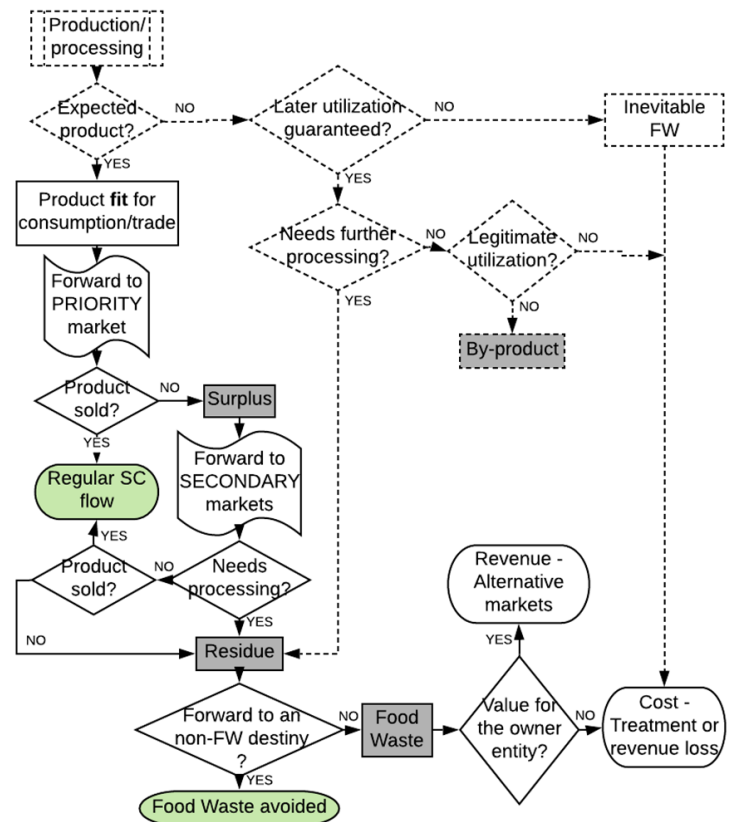 Production/
processing
Expected
product?
NO
Later utilization
guaranteed?
NO
Inevitable
FW
YES
YES
Product fit for
consumption/trade
Needs further
processing?
NO
Legitimate
utilization?
NO
Forward to
PRIORITY
market
YES
NO
By-product
Product
sold?
NO
Surplus
YES
Forward to
SECONDARY
markets
Regular SC
flow
YES
Product
sold?
NO
Needs
processing?
Revenue -
Alternative
markets
NO
YES
YES
Residue
Forward to an
non-FW destiny
?
NO
Food
Waste
Value for
the owner
entity?
NO
Cost -
Treatment or
revenue loss
YES
Food Waste avoided